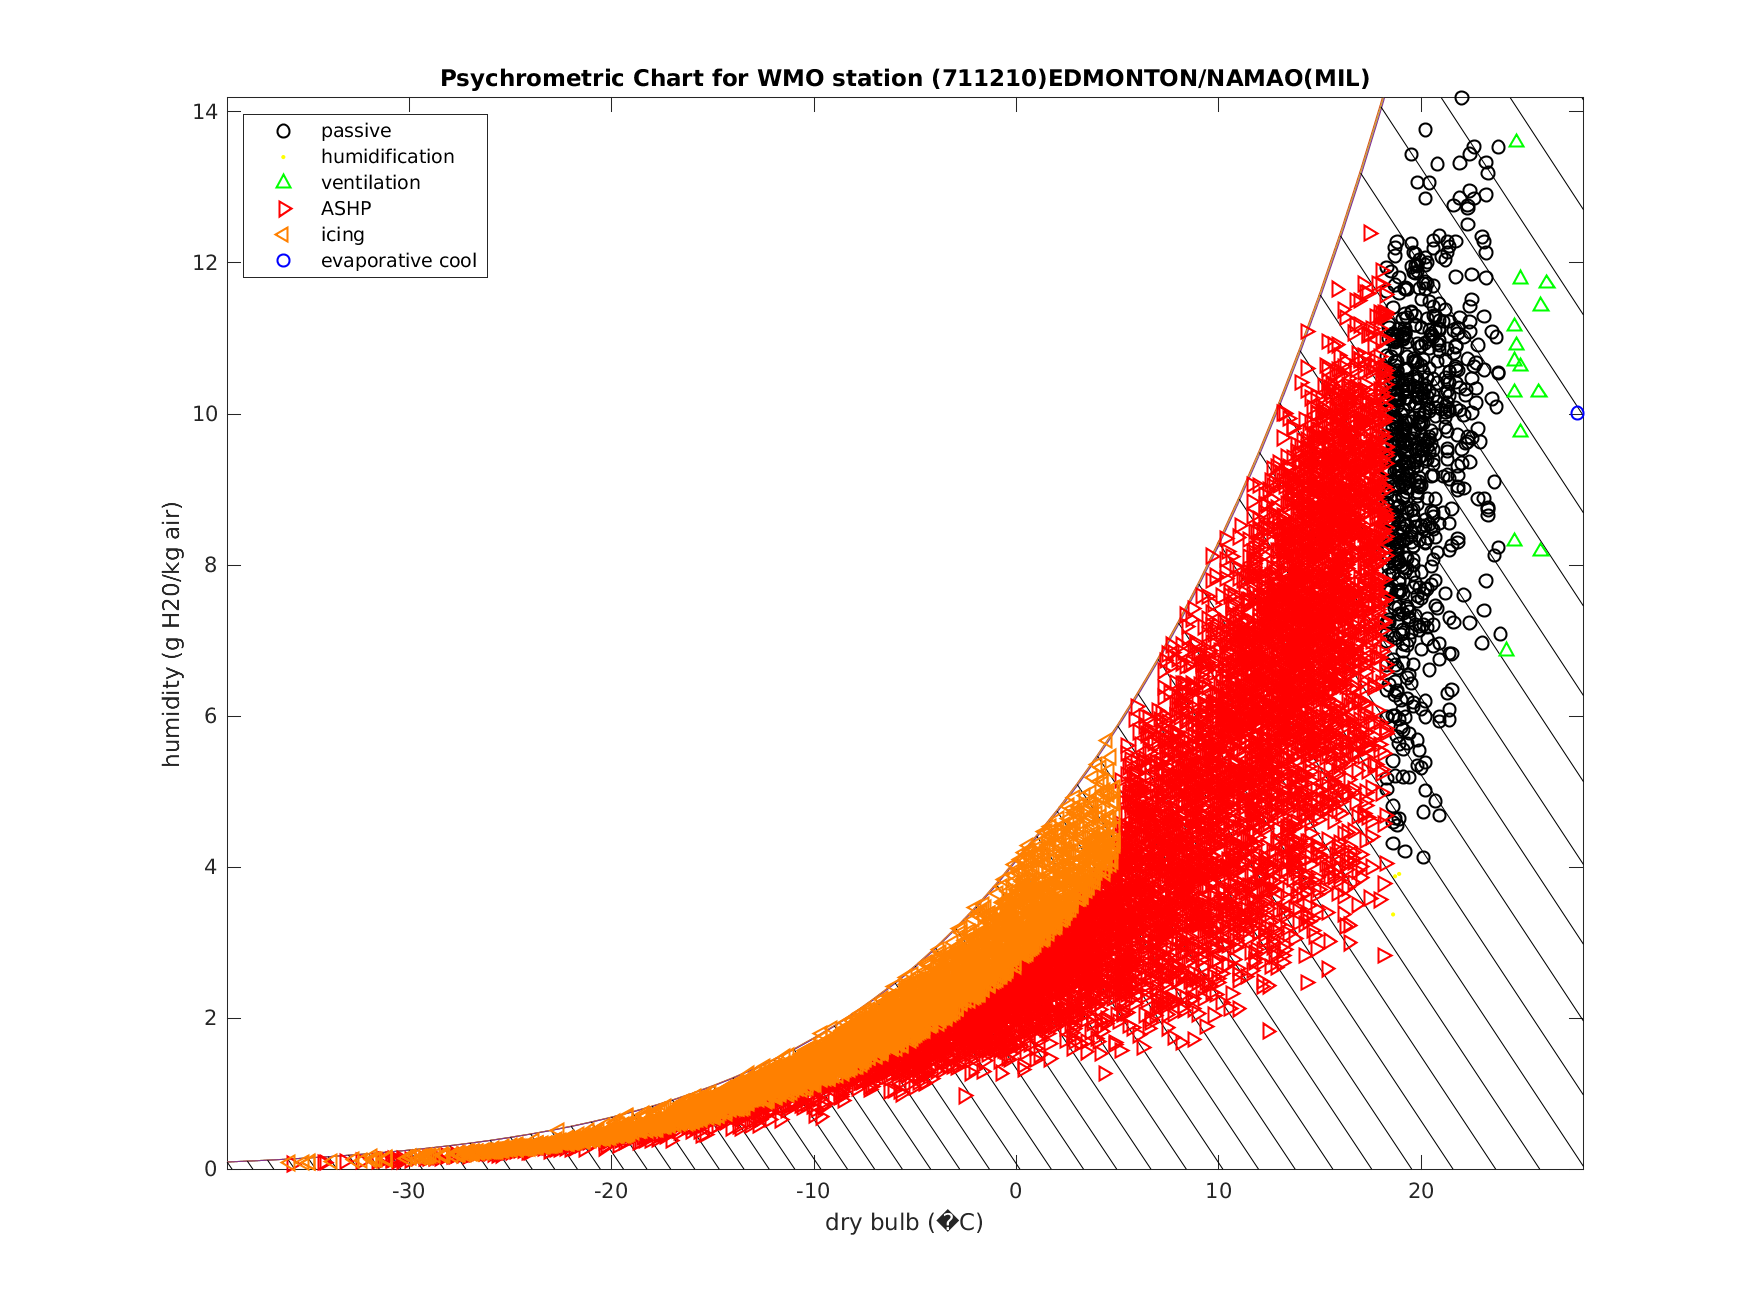 Psychrometric Chart for WMO station (711210)EDMONTON/NAMAO(MIL)
passive
humidification
ventilation
ASHP
icing
evaporative cool
humidity (g H20/kg air)
14
12
10
8
6
4
2
0
-30
-20
-10
0
10
20
dry bulb (�C)